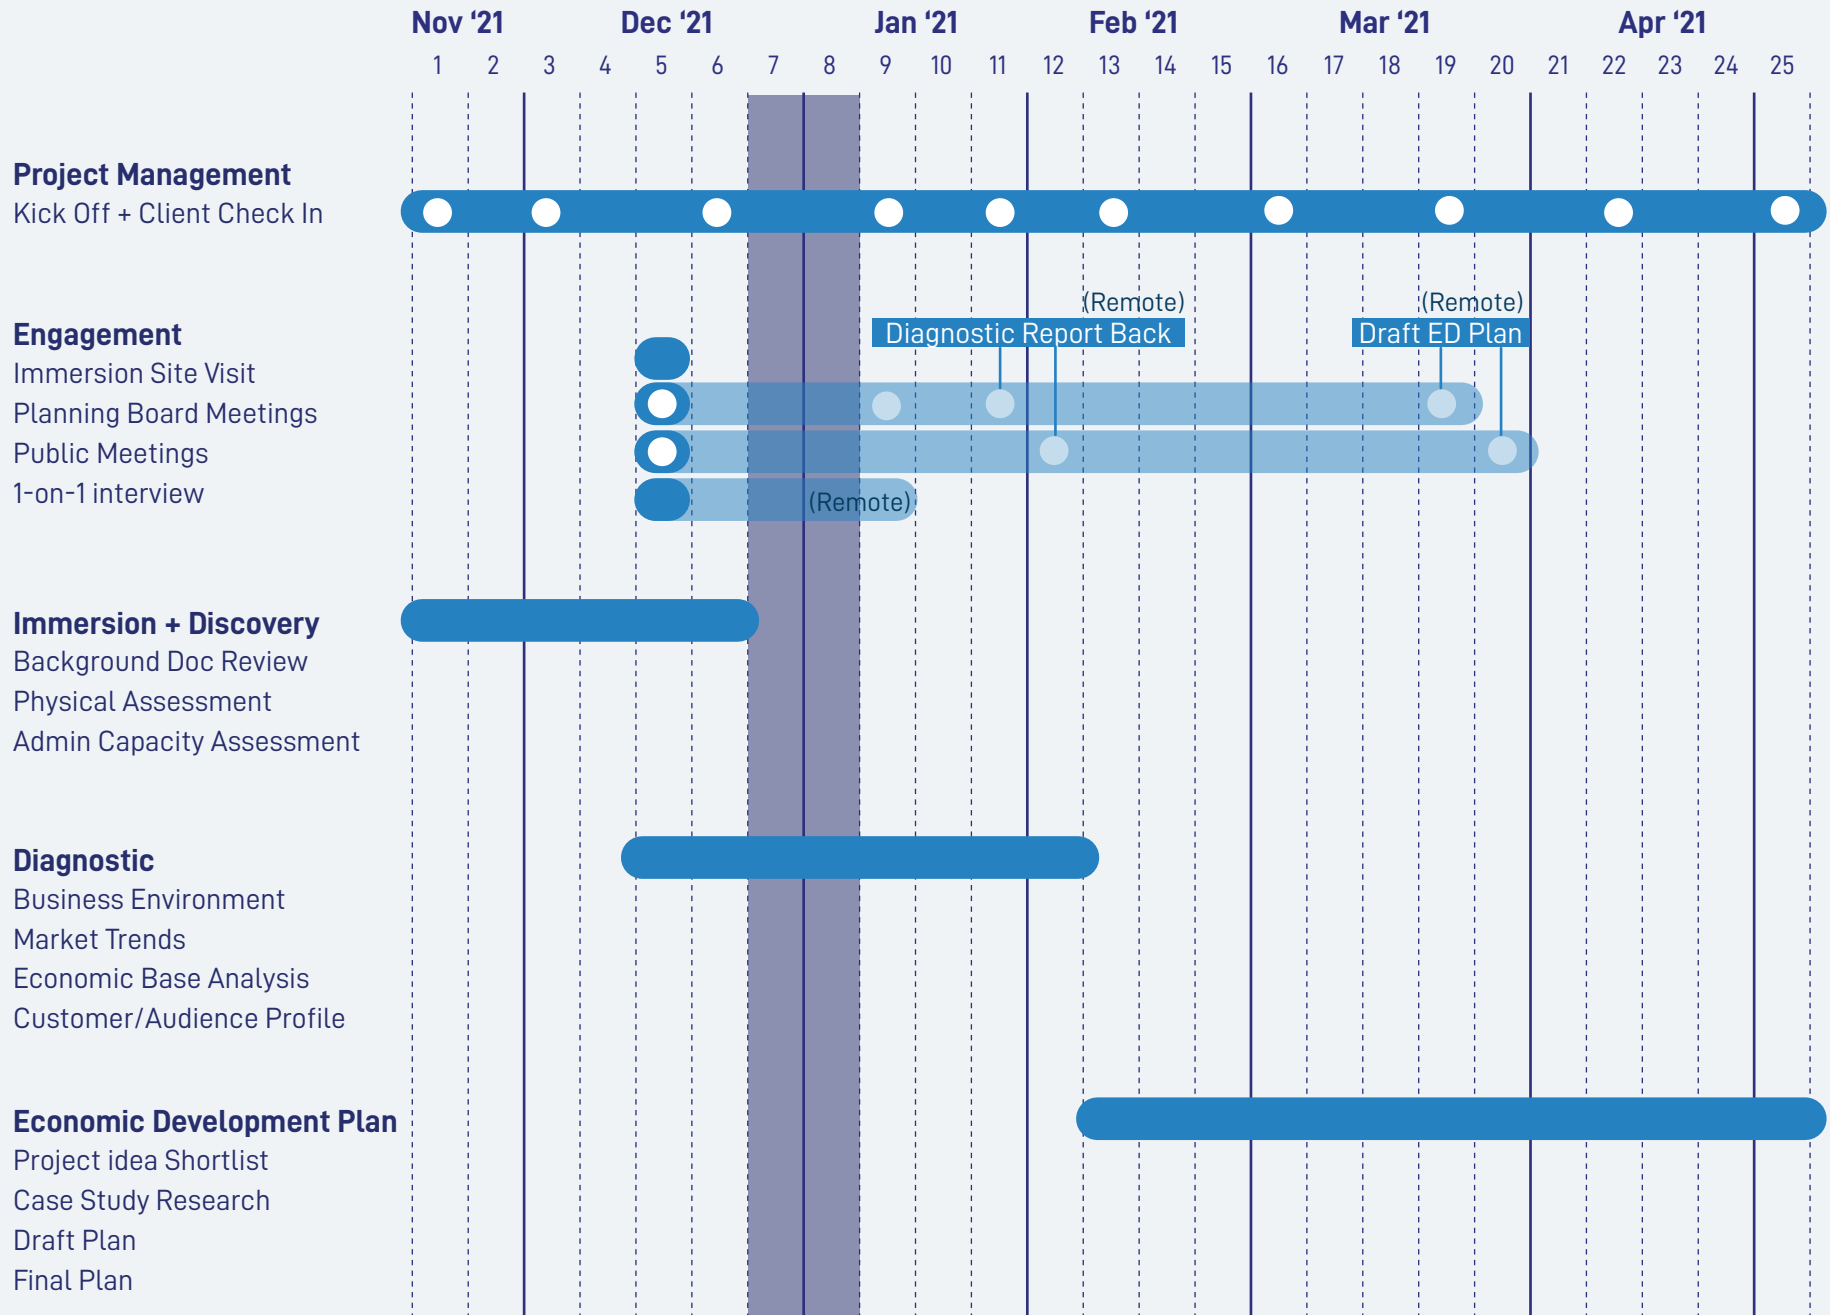 Nov ‘21 Dec ‘21 Jan ‘21 Feb ‘21 Mar ‘21 Apr ‘21
1 2 3 4 5 6 7 8 9 10 11 12 13 14 15 16 17 18 19 20 21 22 23 24 25
Project Management
Kick Off + Client Check In
(Remote) (Remote)
Engagement Diagnostic Report Back Draft ED Plan
Immersion Site Visit
Planning Board Meetings
Public Meetings
1-on-1 interview (Remote)
Immersion + Discovery
Background Doc Review
Physical Assessment
Admin Capacity Assessment
Diagnostic
Business Environment
Market Trends
Economic Base Analysis
Customer/Audience Profile
Economic Development Plan
Project idea Shortlist
Case Study Research
Draft Plan
Final Plan